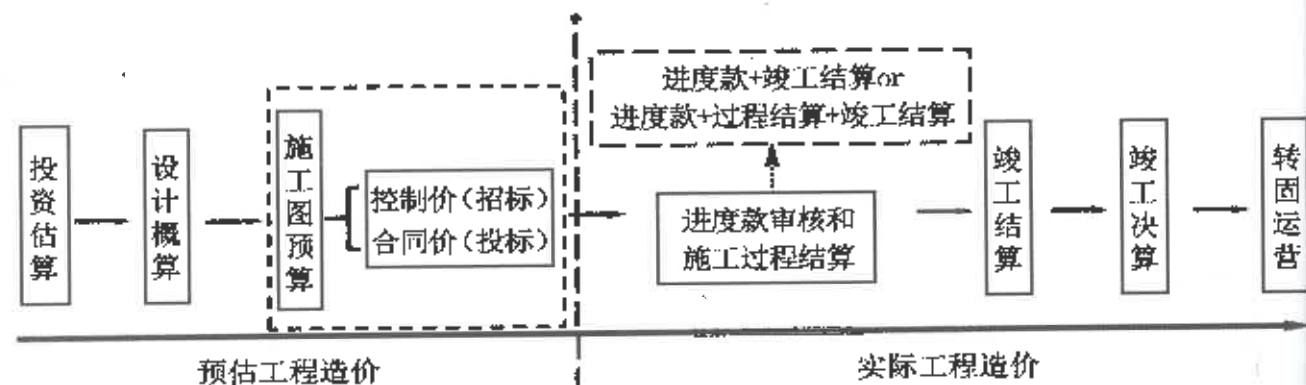 进度款+竣工结算or
进度款+过程结算+竣工结算
投资估算
设计概算
施工图预算
控制价（招标）
合同价（投标）
进度款审核和
施工过程结算
竣工结算
竣工决算
转固运营
预估工程造价
实际工程造价